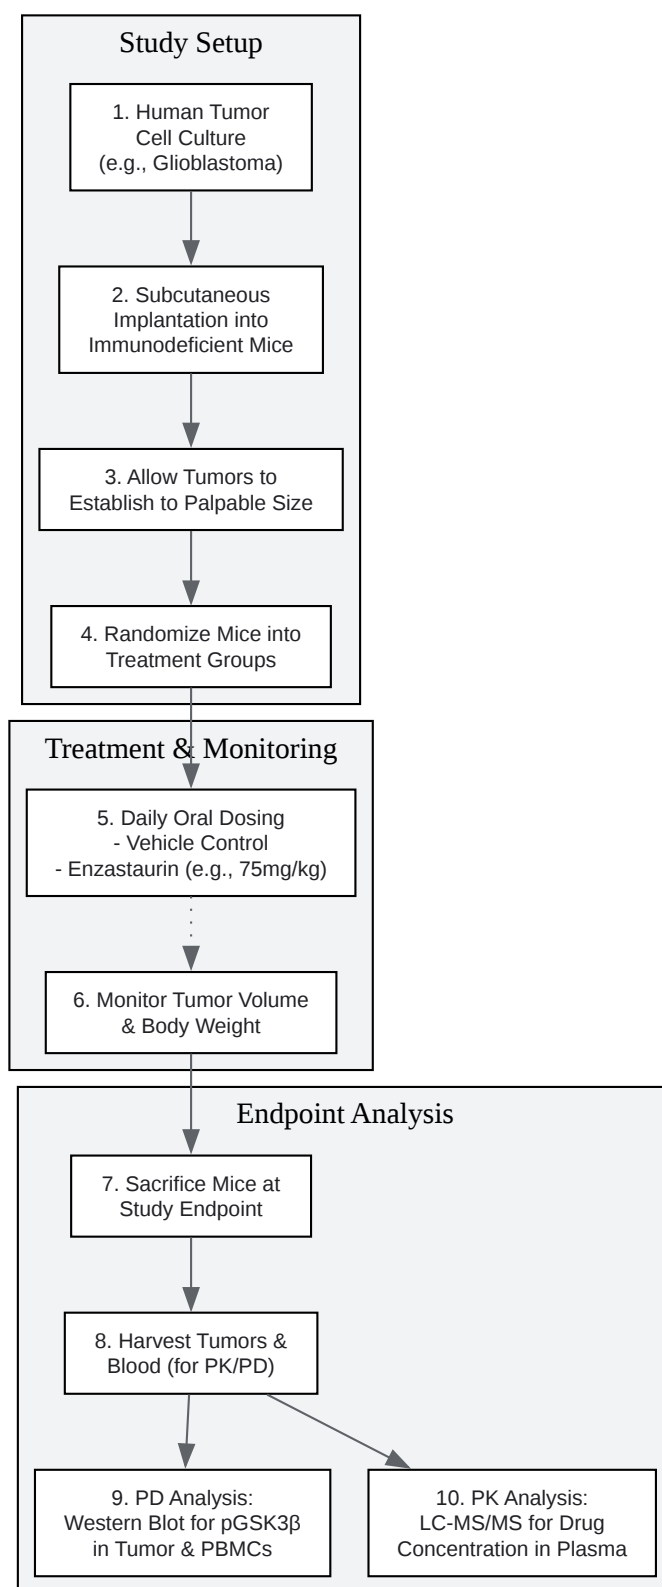 Study Setup
1. Human Tumor
Cell Culture
(e.g., Glioblastoma)
2. Subcutaneous
Implantation into
Immunodeficient Mice
3. Allow Tumors to
Establish to Palpable Size
4. Randomize Mice into
Treatment Groups
Treatment & Monitoring
5. Daily Oral Dosing
- Vehicle Control
- Enzastaurin (e.g., 75mg/kg)
6. Monitor Tumor Volume
& Body Weight
Endpoint Analysis
7. Sacrifice Mice at
Study Endpoint
8. Harvest Tumors &
Blood (for PK/PD)
9. PD Analysis:
Western Blot for pGSK3β
in Tumor & PBMCs
10. PK Analysis:
LC-MS/MS for Drug
Concentration in Plasma